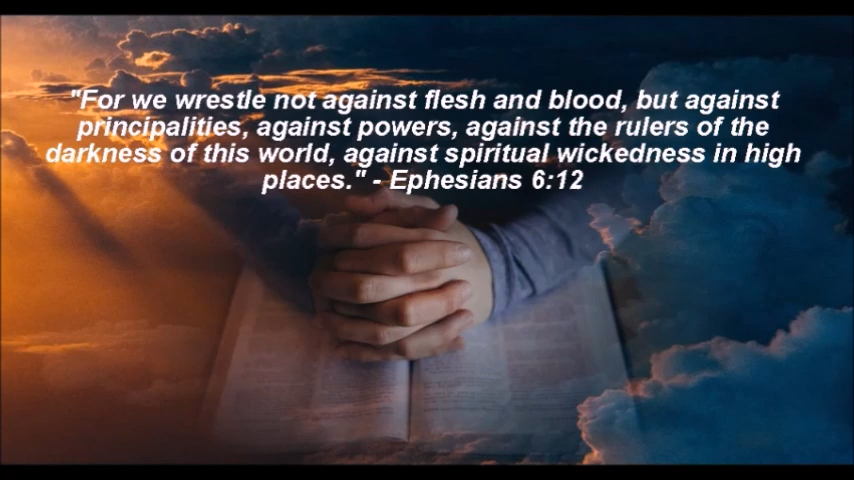 "For we wrestle not against flesh and blood, but against
principalities, against powers, against the rulers of the
darkness of this world, against spiritual wickedness in high
places." - Ephesians 6:12